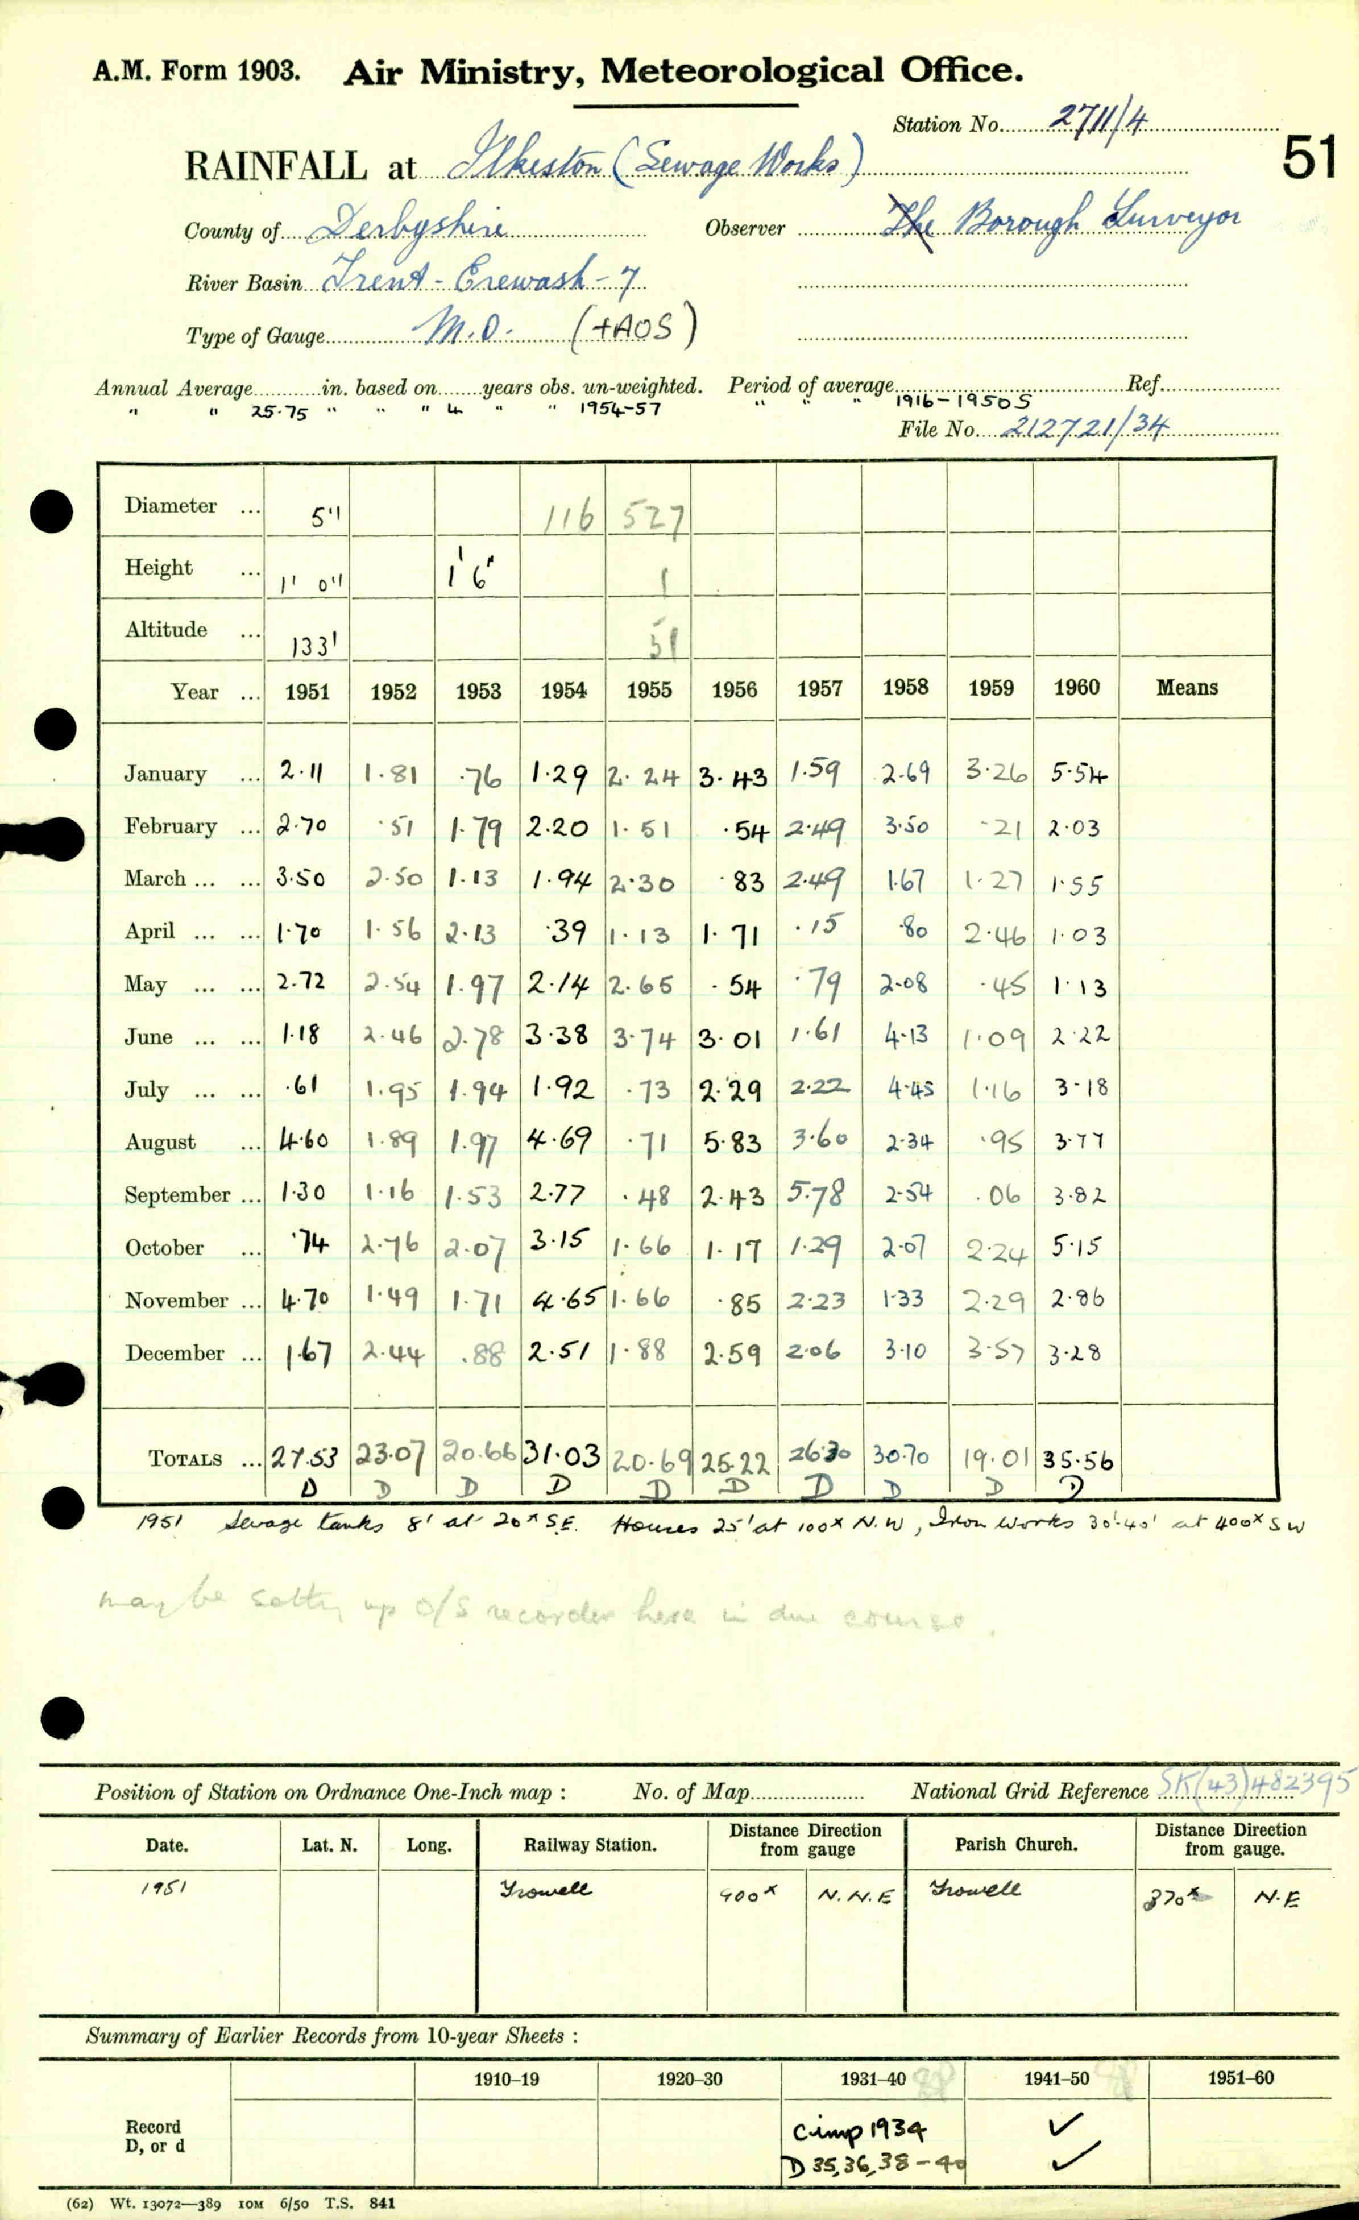 A.M. Form 1903. Air Ministry, Meteorological Office.
Station No. 2711/4
51
RAINFALL at Ilkeston (Sewage Works)
County of Derbyshire Observer The Borough Surveyor
River Basin Trent - Erewash - 7
Type of Gauge M.O. (+AOS)
Annual Average in. based on years obs. un-weighted. Period of average Ref.
" " 25.75 " " " 4 " " 1954-57 " " " 1916-1950S
File No. 212721/34
Diameter ... 5" 116 527
Height ... 1' 0" 1' 6" 1
Altitude ... 133' 51
Year ... 1951 1952 1953 1954 1955 1956 1957 1958 1959 1960 Means
January ... 2.11 1.81 .76 1.29 2.24 3.43 1.59 2.69 3.26 5.54
February ... 2.70 .51 1.79 2.20 1.51 .54 2.49 3.50 .21 2.03
March ... ... 3.50 2.50 1.13 1.94 2.30 .83 2.49 1.67 1.27 1.55
April ... ... 1.70 1.56 2.13 .39 1.13 1.71 .15 .80 2.46 1.03
May ... ... 2.72 2.54 1.97 2.14 2.65 .54 .79 2.08 .45 1.13
June ... ... 1.18 2.46 2.78 3.38 3.74 3.01 1.61 4.13 1.09 2.22
July ... ... .61 1.95 1.94 1.92 .73 2.29 2.22 4.45 1.16 3.18
August ... 4.60 1.89 1.97 4.69 .71 5.83 3.60 2.34 .95 3.77
September ... 1.30 1.16 1.53 2.77 .48 2.43 5.78 2.54 .06 3.82
October ... .74 2.76 2.07 3.15 1.66 1.17 1.29 2.07 2.24 5.15
November ... 4.70 1.49 1.71 4.65 1.66 .85 2.23 1.33 2.29 2.86
December ... 1.67 2.44 .88 2.51 1.88 2.59 2.06 3.10 3.57 3.28
TOTALS ... 27.53 23.07 20.66 31.03 20.69 25.22 26.30 30.70 19.01 35.56
D D D D D D D D D D
1951 Sewage tanks 8' at 20x S.E. Houses 25' at 100x N.W, Iron Works 30'-40' at 400x SW
may be setting up O/S recorder here in due course.
Position of Station on Ordnance One-Inch map : No. of Map National Grid Reference SK(43)482395
Date. Lat. N. Long. Railway Station. Distance Direction from gauge Parish Church. Distance Direction from gauge.
1951 Trowell 900x N.N.E Trowell 870x N.E
Summary of Earlier Records from 10-year Sheets :
1910–19 1920–30 1931–40 1941–50 1951–60
Record D, or d
c imp 1934 ✓
D 35, 36, 38 - 40 ✓
(62) Wt. 13072—389 10M 6/50 T.S. 841